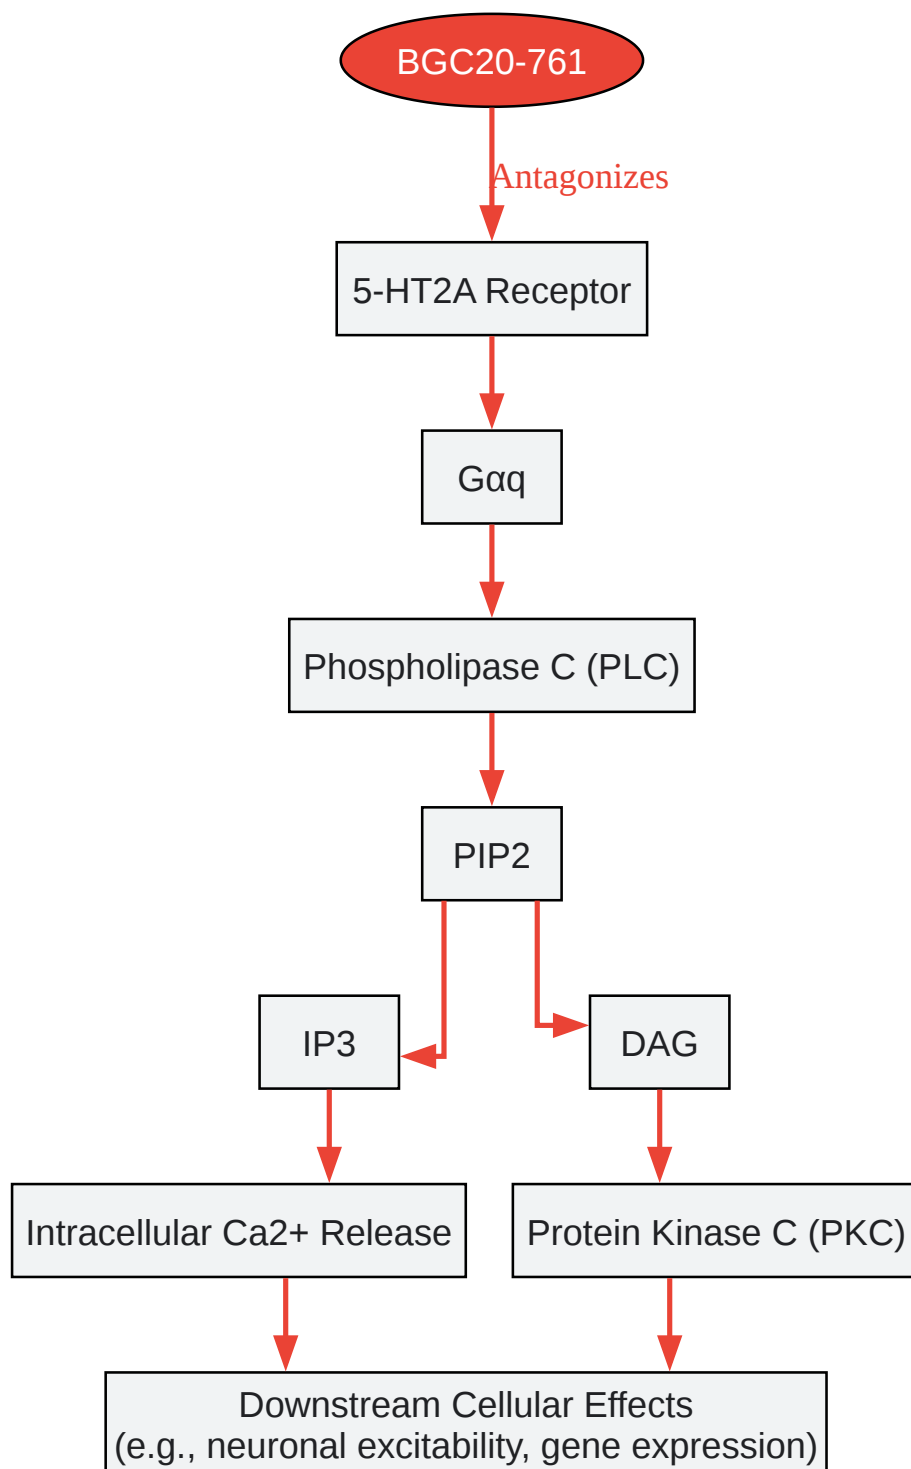 BGC20-761
Antagonizes
5-HT2A Receptor
Gαq
Phospholipase C (PLC)
PIP2
IP3
DAG
Intracellular Ca2+ Release
Protein Kinase C (PKC)
Downstream Cellular Effects
(e.g., neuronal excitability, gene expression)